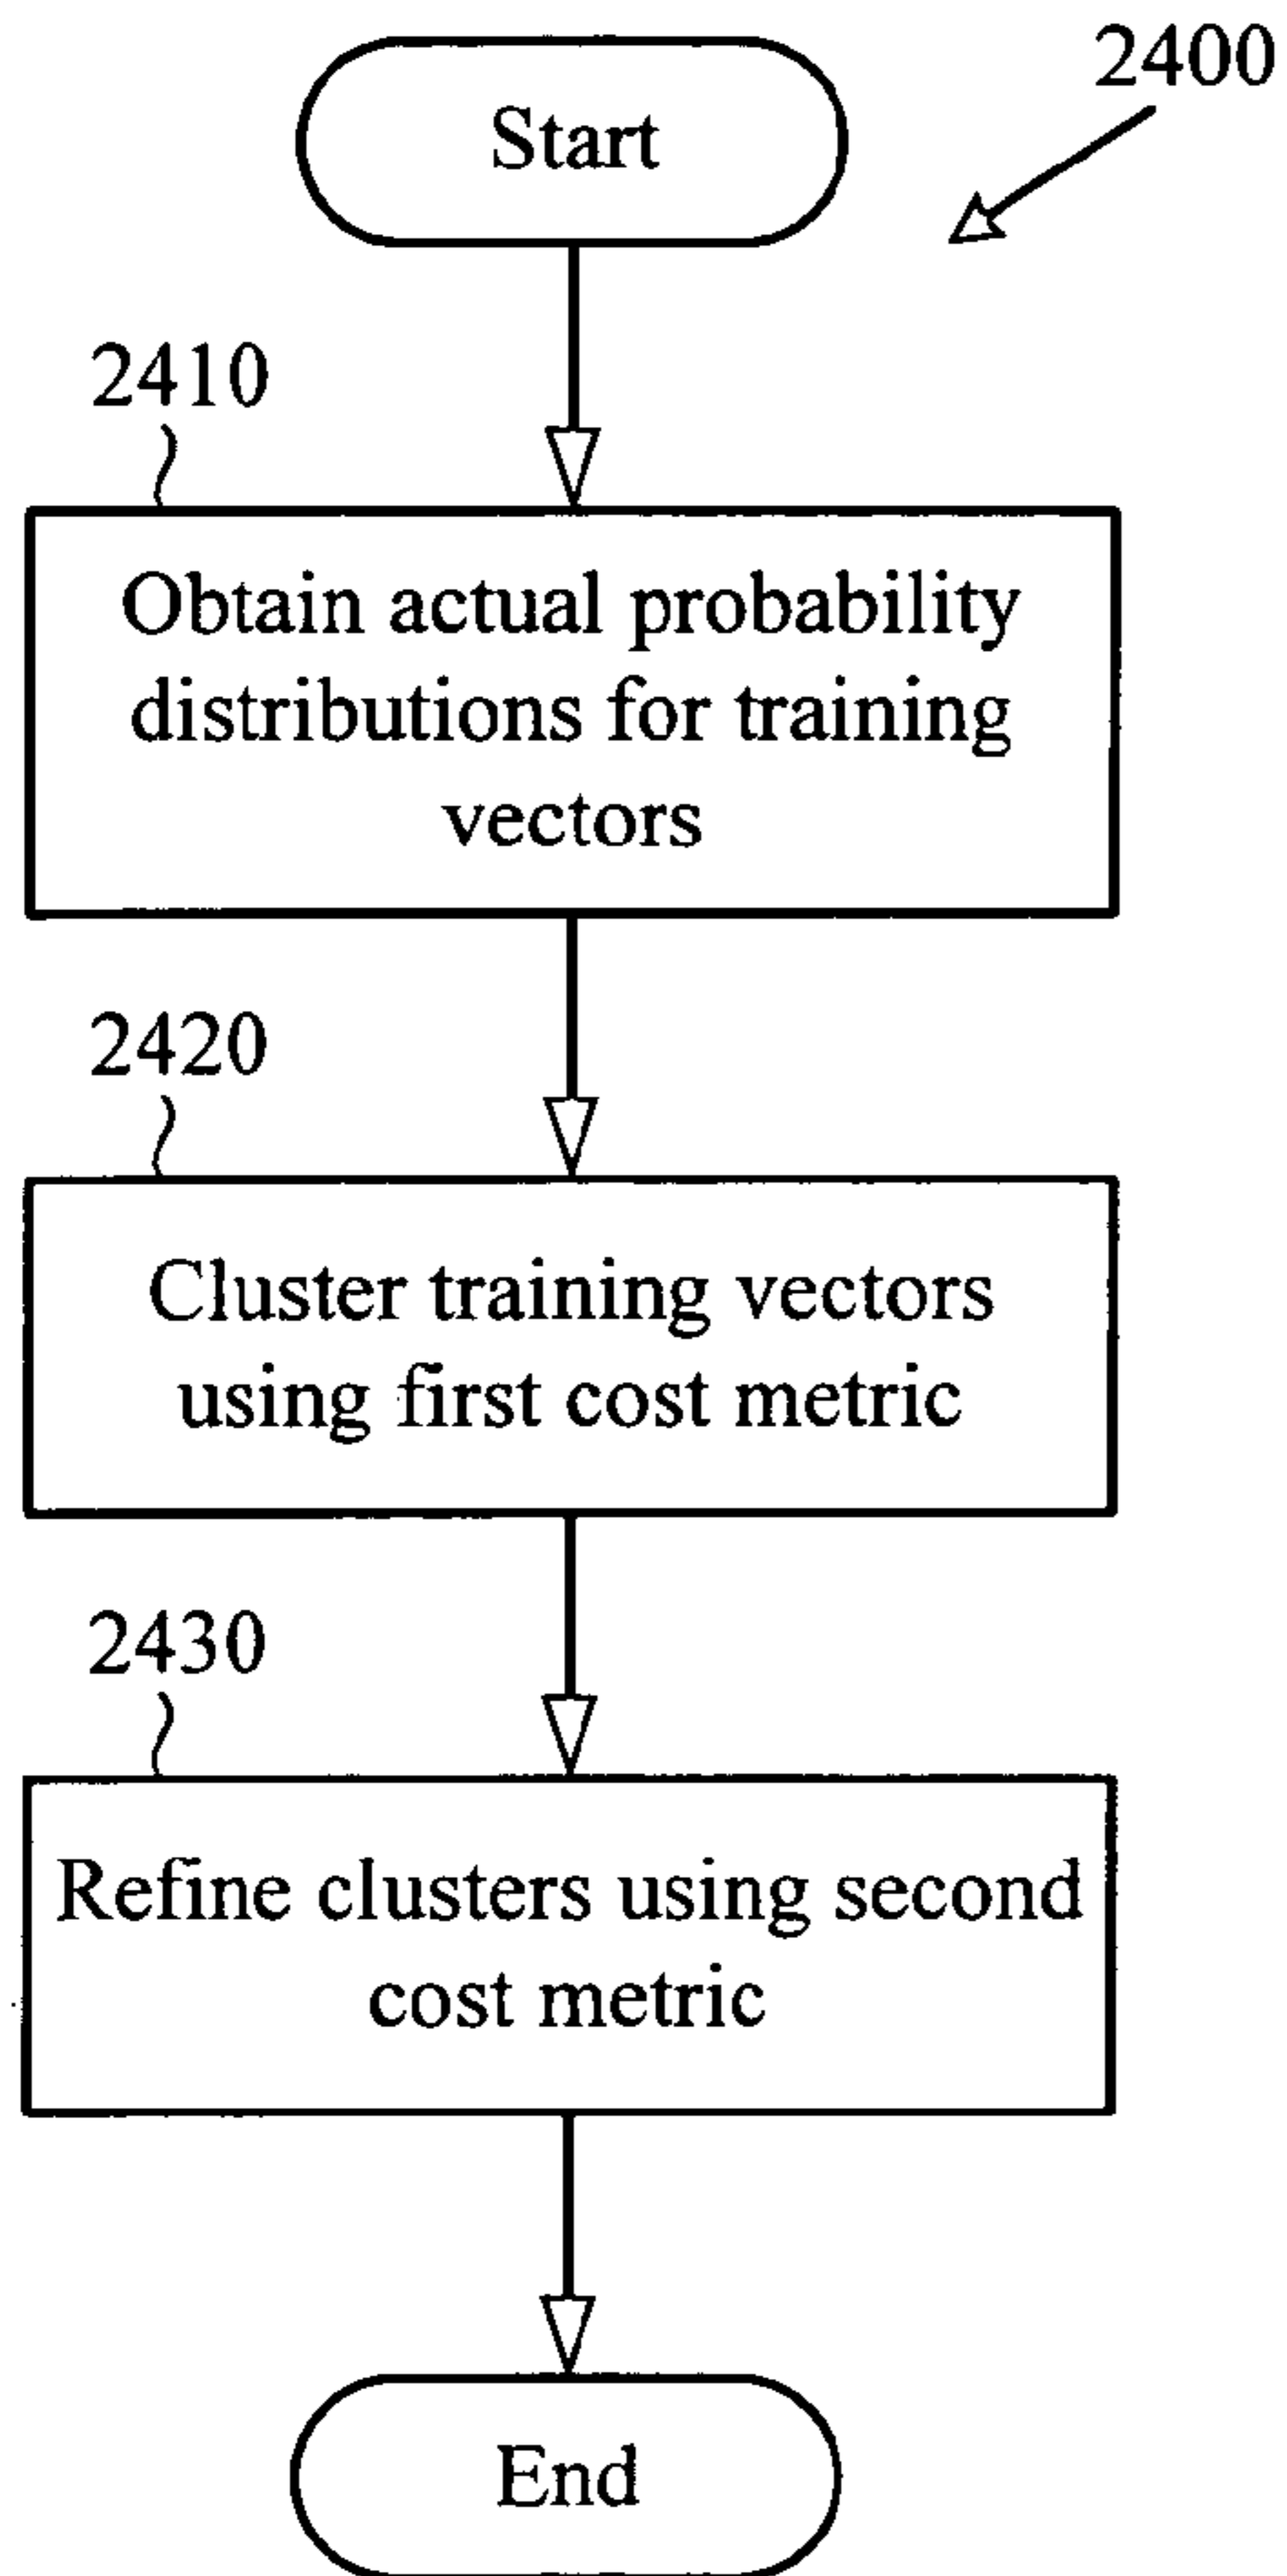 2400
Start
2410
Obtain actual probability
distributions for training
vectors
2420
Cluster training vectors
using first cost metric
2430
Refine clusters using second
cost metric
End